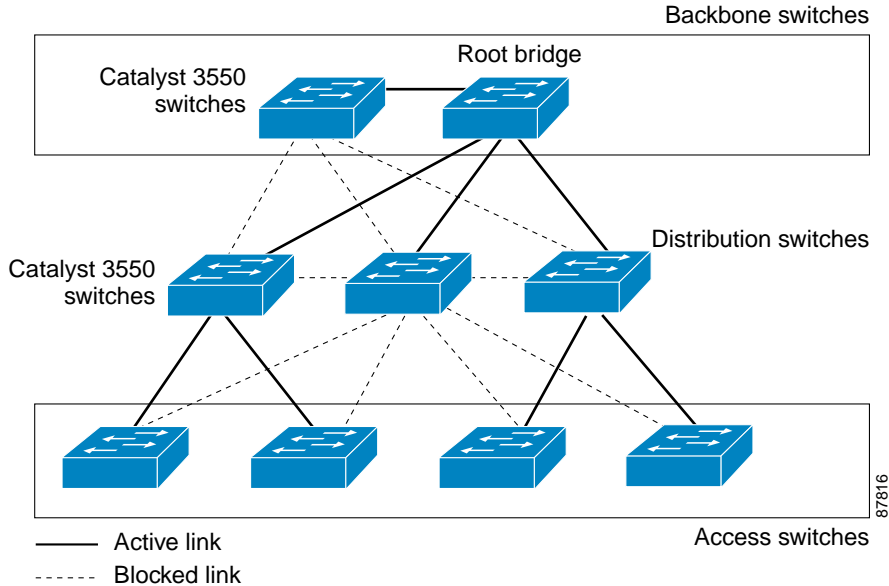 Backbone switches
Root bridge
Catalyst 3550
switches
Distribution switches
Catalyst 3550
switches
87816
Access switches
Active link
Blocked link